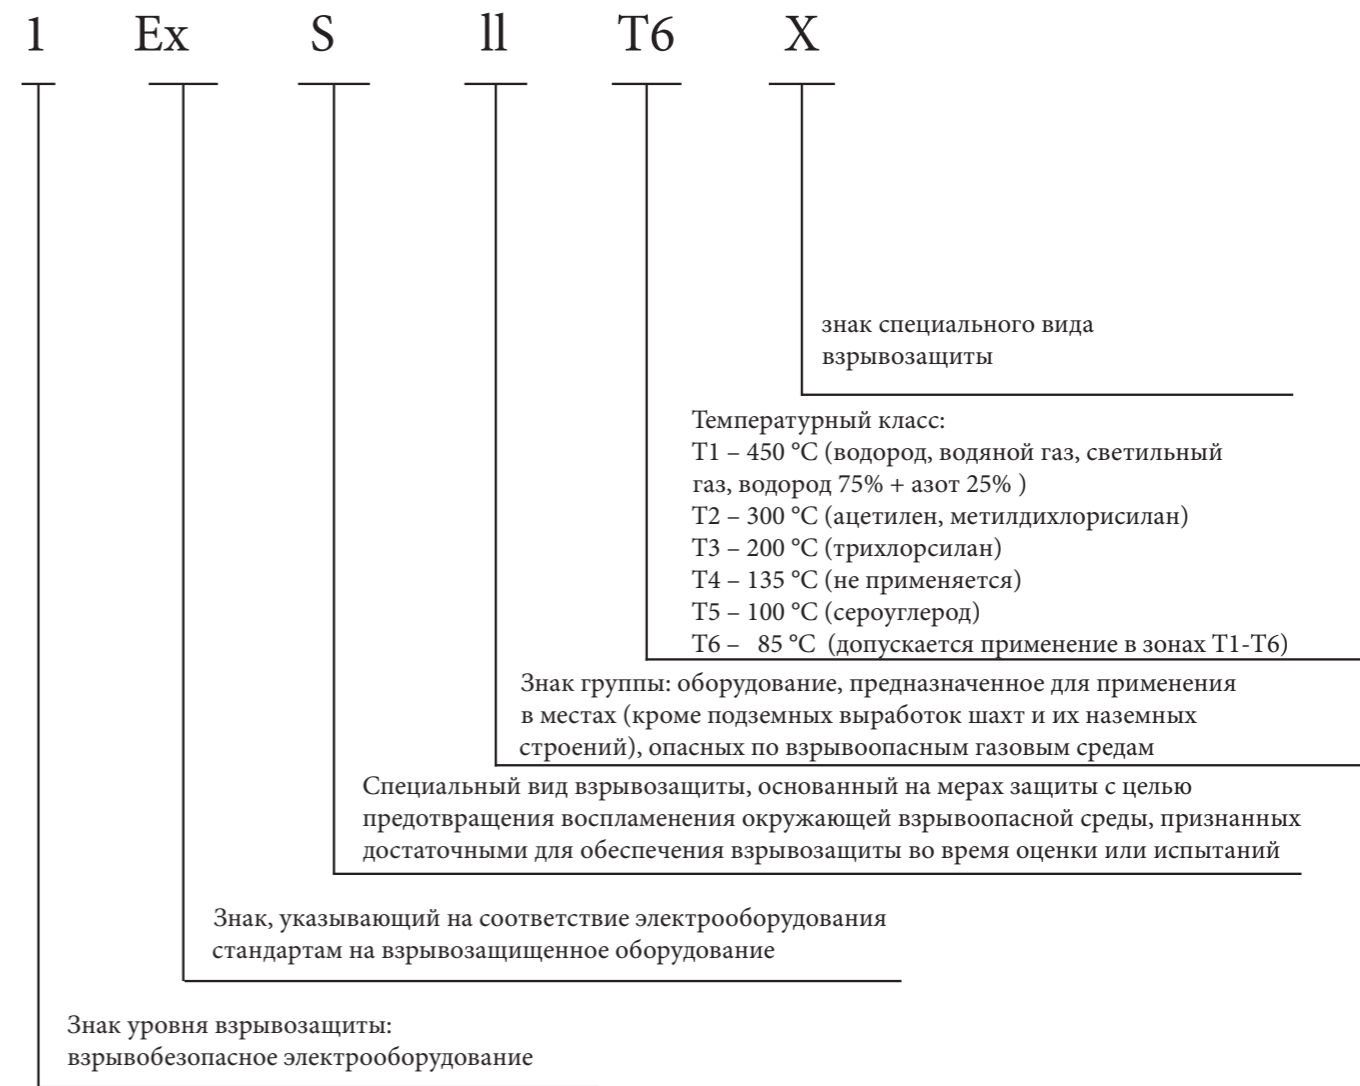 1 Ex S ll T6 X
знак специального вида
взрывозащиты
Температурный класс:
Т1 – 450 °С (водород, водяной газ, светильный
газ, водород 75% + азот 25% )
Т2 – 300 °С (ацетилен, метилдихлорисилан)
Т3 – 200 °С (трихлорсилан)
Т4 – 135 °С (не применяется)
Т5 – 100 °С (сероуглерод)
Т6 – 85 °С (допускается применение в зонах Т1-Т6)
Знак группы: оборудование, предназначенное для применения
в местах (кроме подземных выработок шахт и их наземных
строений), опасных по взрывоопасным газовым средам
Специальный вид взрывозащиты, основанный на мерах защиты с целью
предотвращения воспламенения окружающей взрывоопасной среды, признанных
достаточными для обеспечения взрывозащиты во время оценки или испытаний
Знак, указывающий на соответствие электрооборудования
стандартам на взрывозащищенное оборудование
Знак уровня взрывозащиты:
взрывобезопасное электрооборудование